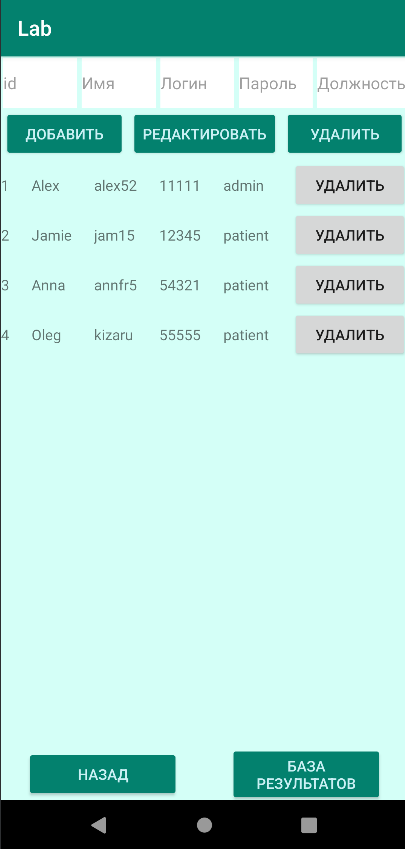 Lab
id Имя Логин Пароль Должность
ДОБАВИТЬ РЕДАКТИРОВАТЬ УДАЛИТЬ
1 Alex alex52 11111 admin УДАЛИТЬ
2 Jamie jam15 12345 patient УДАЛИТЬ
3 Anna annfr5 54321 patient УДАЛИТЬ
4 Oleg kizaru 55555 patient УДАЛИТЬ
НАЗАД
БАЗА
РЕЗУЛЬТАТОВ